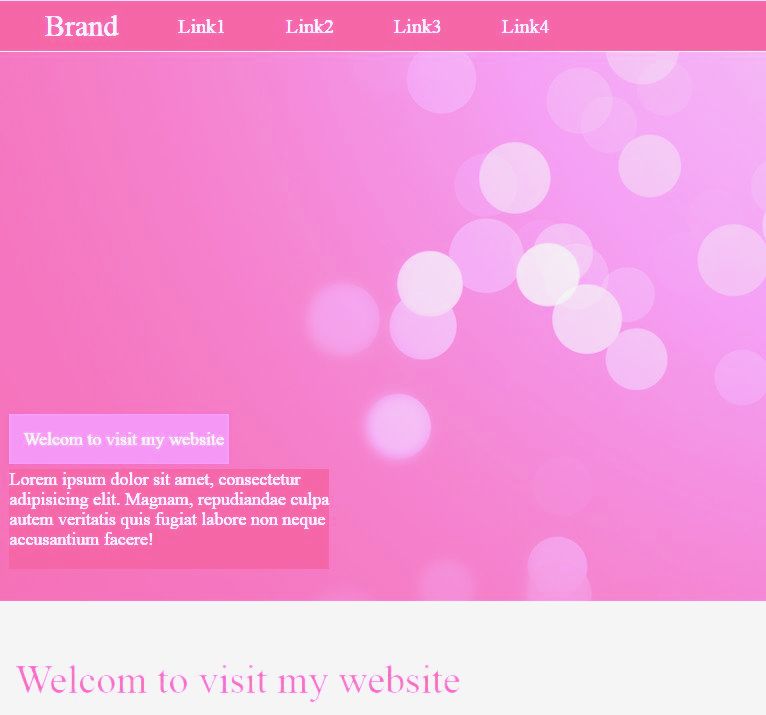 Brand Link1 Link2 Link3 Link4
Welcom to visit my website
Lorem ipsum dolor sit amet, consectetur
adipisicing elit. Magnam, repudiandae culpa
autem veritatis quis fugiat labore non neque
accusantium facere!
Welcom to visit my website